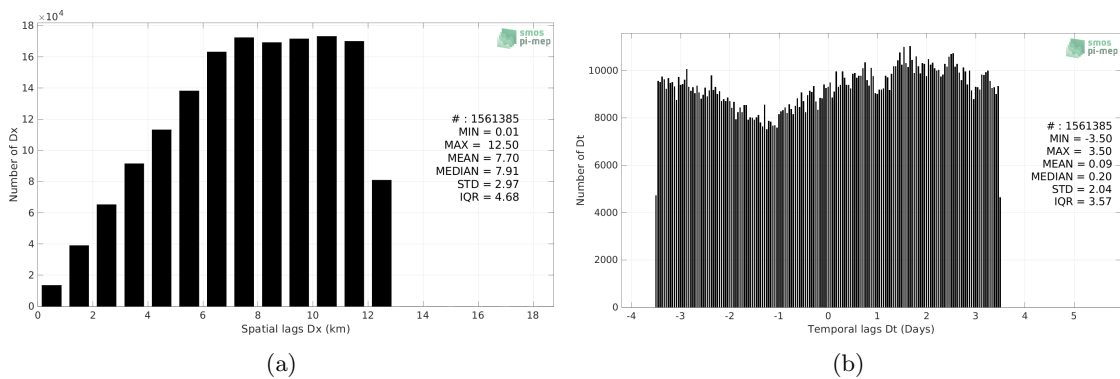 ×10⁴
18
16
14
12
10
8
6
4
2
0
Number of Dx
smos
pi-mep
# : 1561385
MIN = 0.01
MAX = 12.50
MEAN = 7.70
MEDIAN = 7.91
STD = 2.97
IQR = 4.68
0 2 4 6 8 10 12 14 16 18
Spatial lags Dx (km)
(a)
10000
8000
6000
4000
2000
0
Number of Dt
smos
pi-mep
# : 1561385
MIN = -3.50
MAX = 3.50
MEAN = 0.09
MEDIAN = 0.20
STD = 2.04
IQR = 3.57
-4 -3 -2 -1 0 1 2 3 4 5
Temporal lags Dt (Days)
(b)